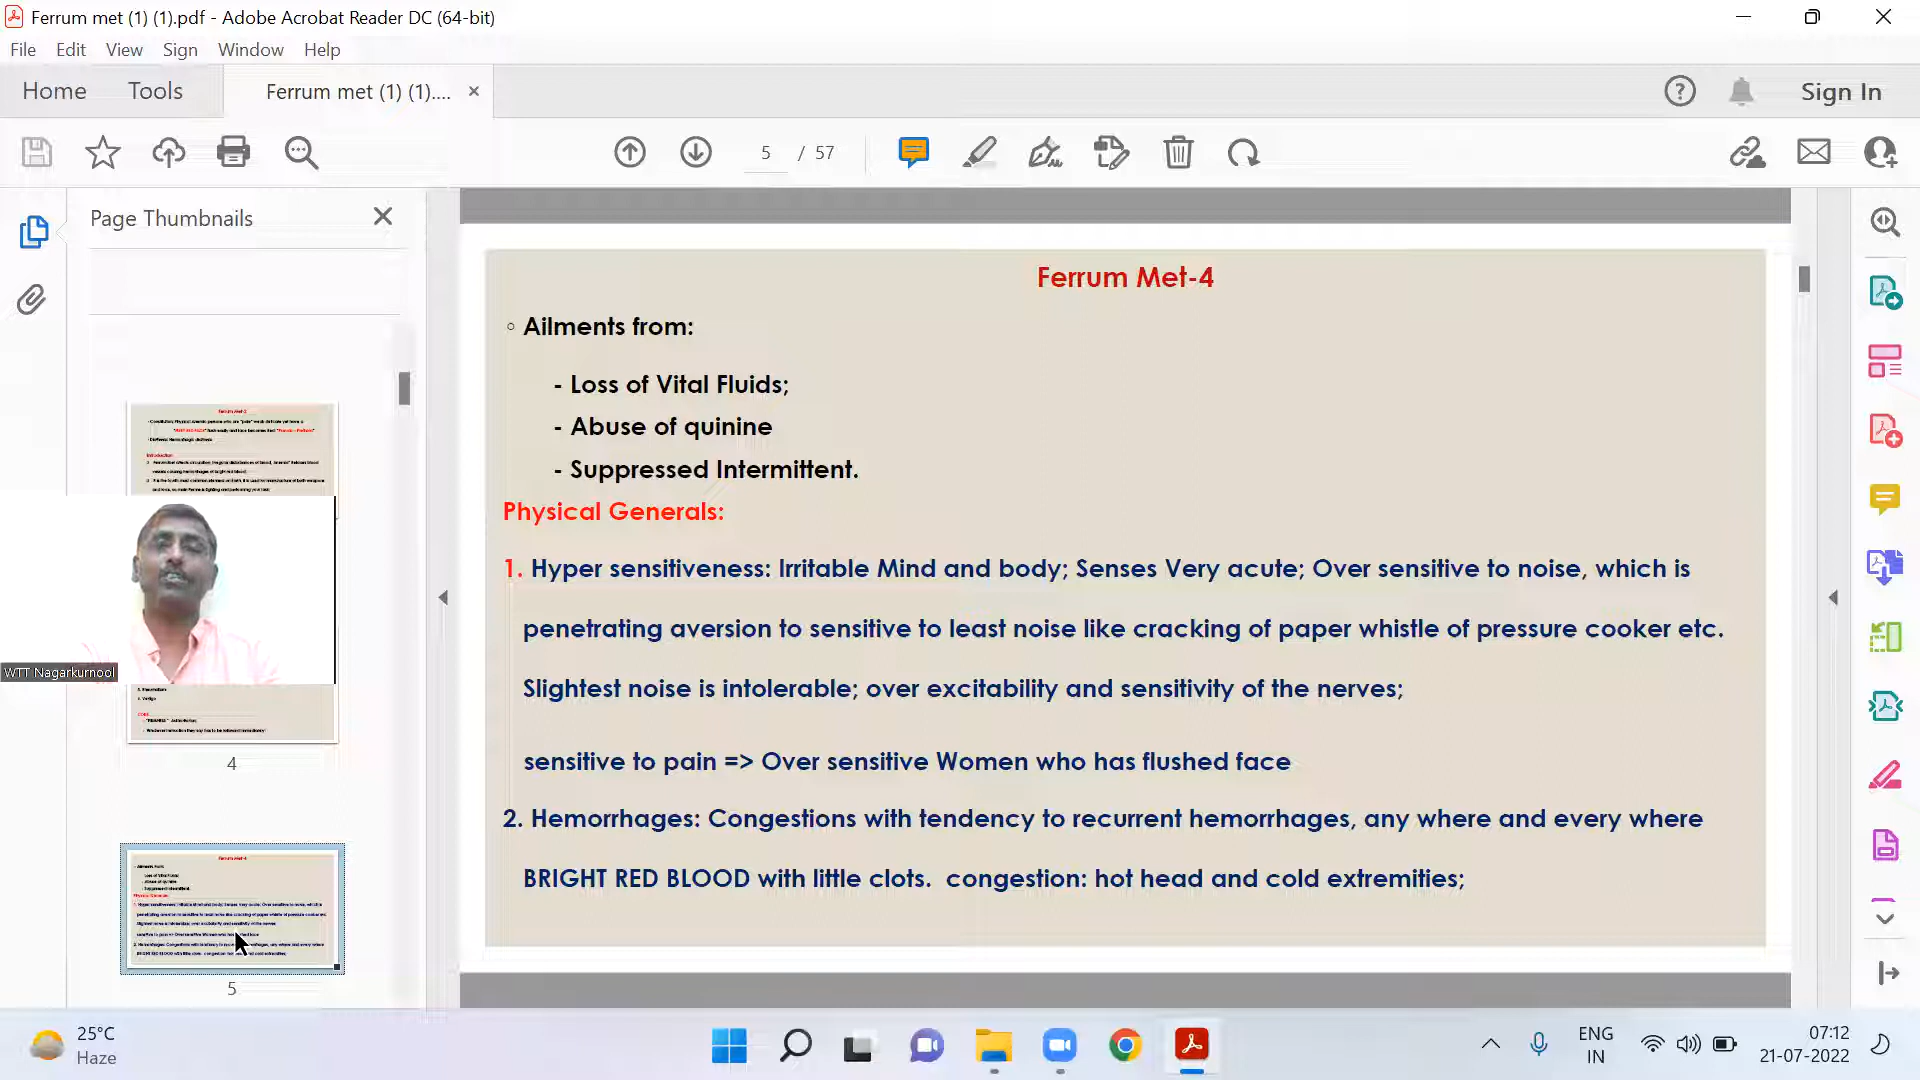 Ferrum met (1) (1).pdf - Adobe Acrobat Reader DC (64-bit)
File Edit View Sign Window Help
Home Tools Ferrum met (1) (1).... × Sign In
5 / 57
Page Thumbnails
Ferrum Met-4
◦ Ailments from:
- Loss of Vital Fluids;
- Abuse of quinine
- Suppressed Intermittent.
Physical Generals:
1. Hyper sensitiveness: Irritable Mind and body; Senses Very acute; Over sensitive to noise, which is
penetrating aversion to sensitive to least noise like cracking of paper whistle of pressure cooker etc.
Slightest noise is intolerable; over excitability and sensitivity of the nerves;
sensitive to pain => Over sensitive Women who has flushed face
2. Hemorrhages: Congestions with tendency to recurrent hemorrhages, any where and every where
BRIGHT RED BLOOD with little clots. congestion: hot head and cold extremities;
WTT Nagarkurnool
4
5
25°C
Haze
ENG
IN
07:12
21-07-2022